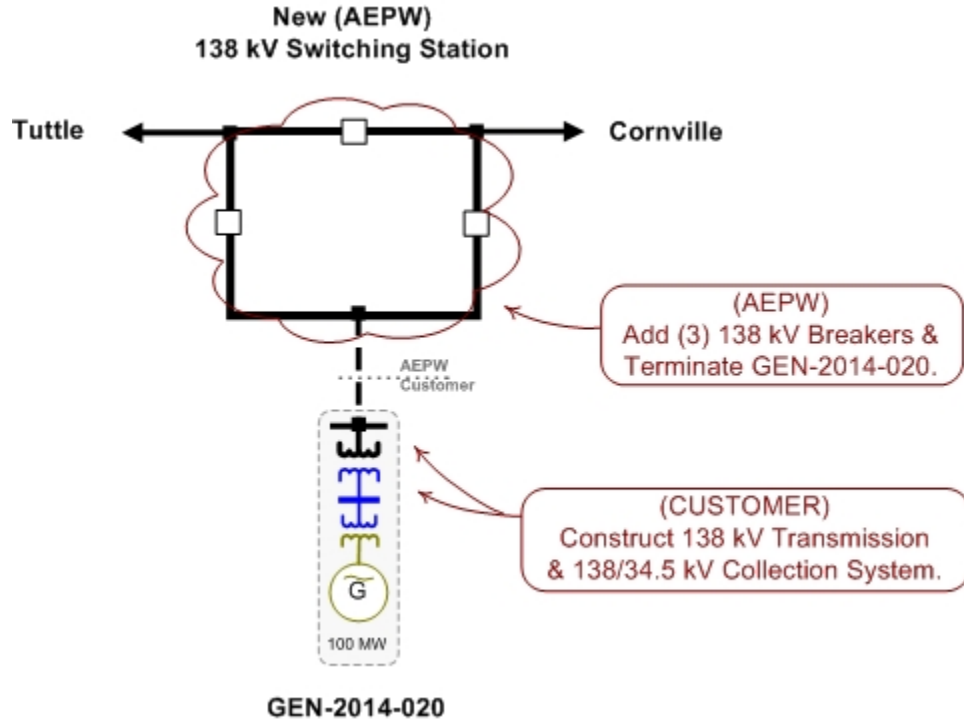 New (AEPW)
138 kV Switching Station
Tuttle
Cornville
(AEPW)
Add (3) 138 kV Breakers &
Terminate GEN-2014-020.
AEPW
Customer
(CUSTOMER)
Construct 138 kV Transmission
& 138/34.5 kV Collection System.
G
100 MW
GEN-2014-020